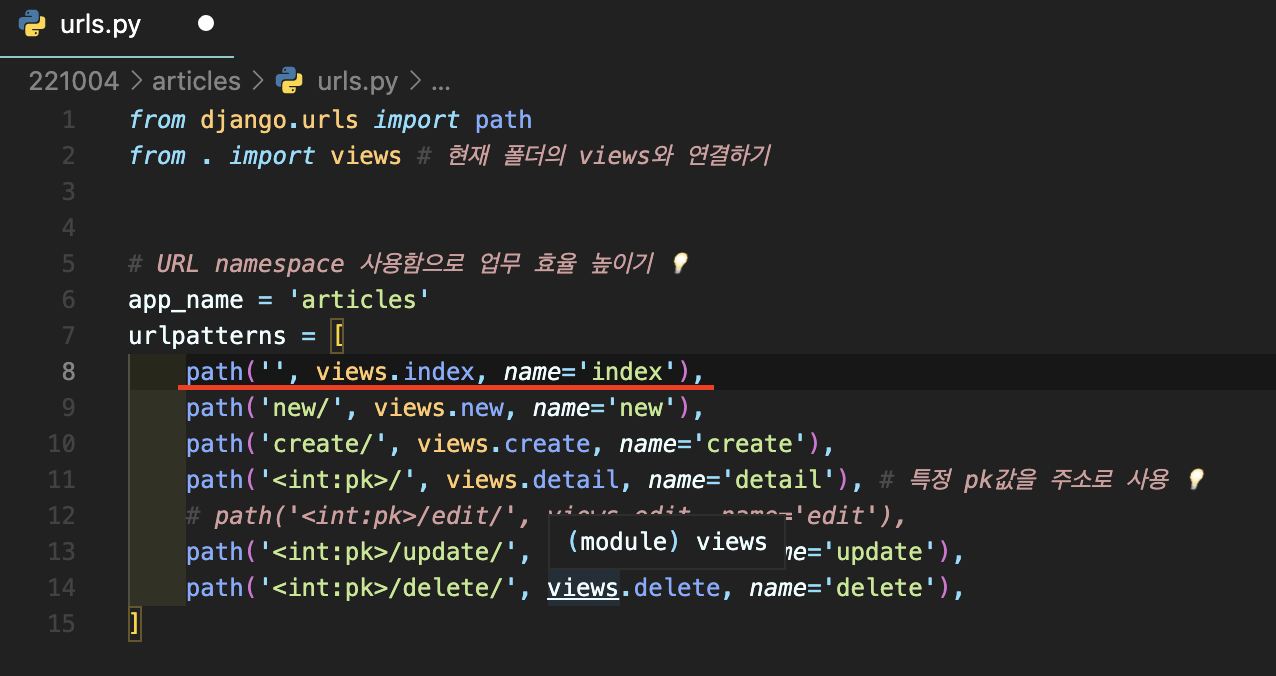 urls.py
221004 > articles > urls.py > ...
1 from django.urls import path
2 from . import views # 현재 폴더의 views와 연결하기
3
4
5 # URL namespace 사용함으로 업무 효율 높이기 💡
6 app_name = 'articles'
7 urlpatterns = [
8 path('', views.index, name='index'),
9 path('new/', views.new, name='new'),
10 path('create/', views.create, name='create'),
11 path('<int:pk>/', views.detail, name='detail'), # 특정 pk값을 주소로 사용 💡
12 # path('<int:pk>/edit/', views.edit, name='edit'),
(module) views
13 path('<int:pk>/update/', me='update'),
14 path('<int:pk>/delete/', views.delete, name='delete'),
15 ]